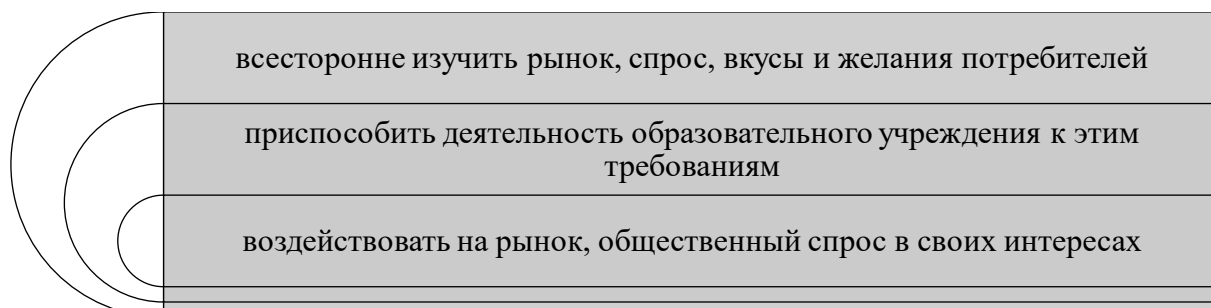 всесторонне изучить рынок, спрос, вкусы и желания потребителей
приспособить деятельность образовательного учреждения к этим
требованиям
воздействовать на рынок, общественный спрос в своих интересах